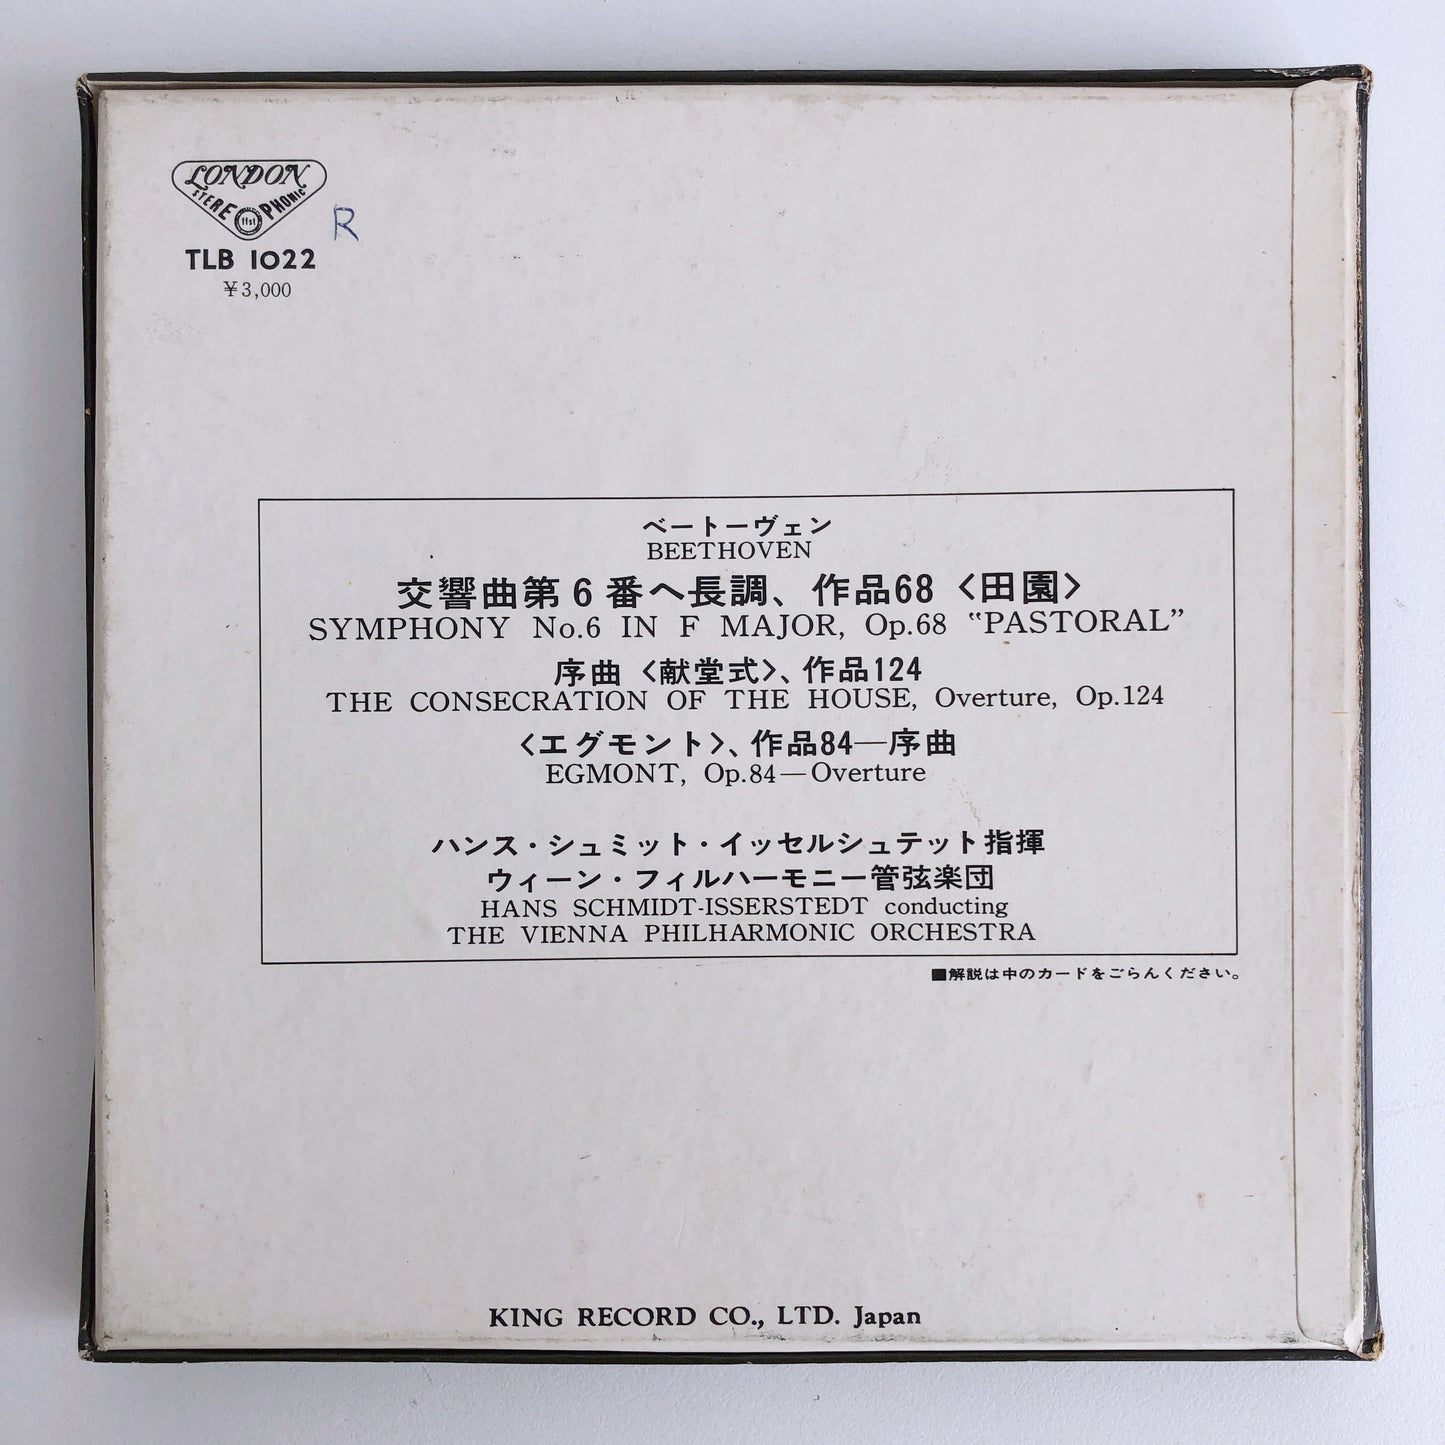 LONDON
STEREOPHONIC
ffss
R
TLB 1022
¥3,000
ベートーヴェン
BEETHOVEN
交響曲第6番ヘ長調、作品68〈田園〉
SYMPHONY No.6 IN F MAJOR, Op.68 "PASTORAL"
序曲〈献堂式〉、作品124
THE CONSECRATION OF THE HOUSE, Overture, Op.124
〈エグモント〉、作品84―序曲
EGMONT, Op.84―Overture
ハンス・シュミット・イッセルシュテット指揮
ウィーン・フィルハーモニー管弦楽団
HANS SCHMIDT-ISSERSTEDT conducting
THE VIENNA PHILHARMONIC ORCHESTRA
■解説は中のカードをごらんください。
KING RECORD CO., LTD. Japan